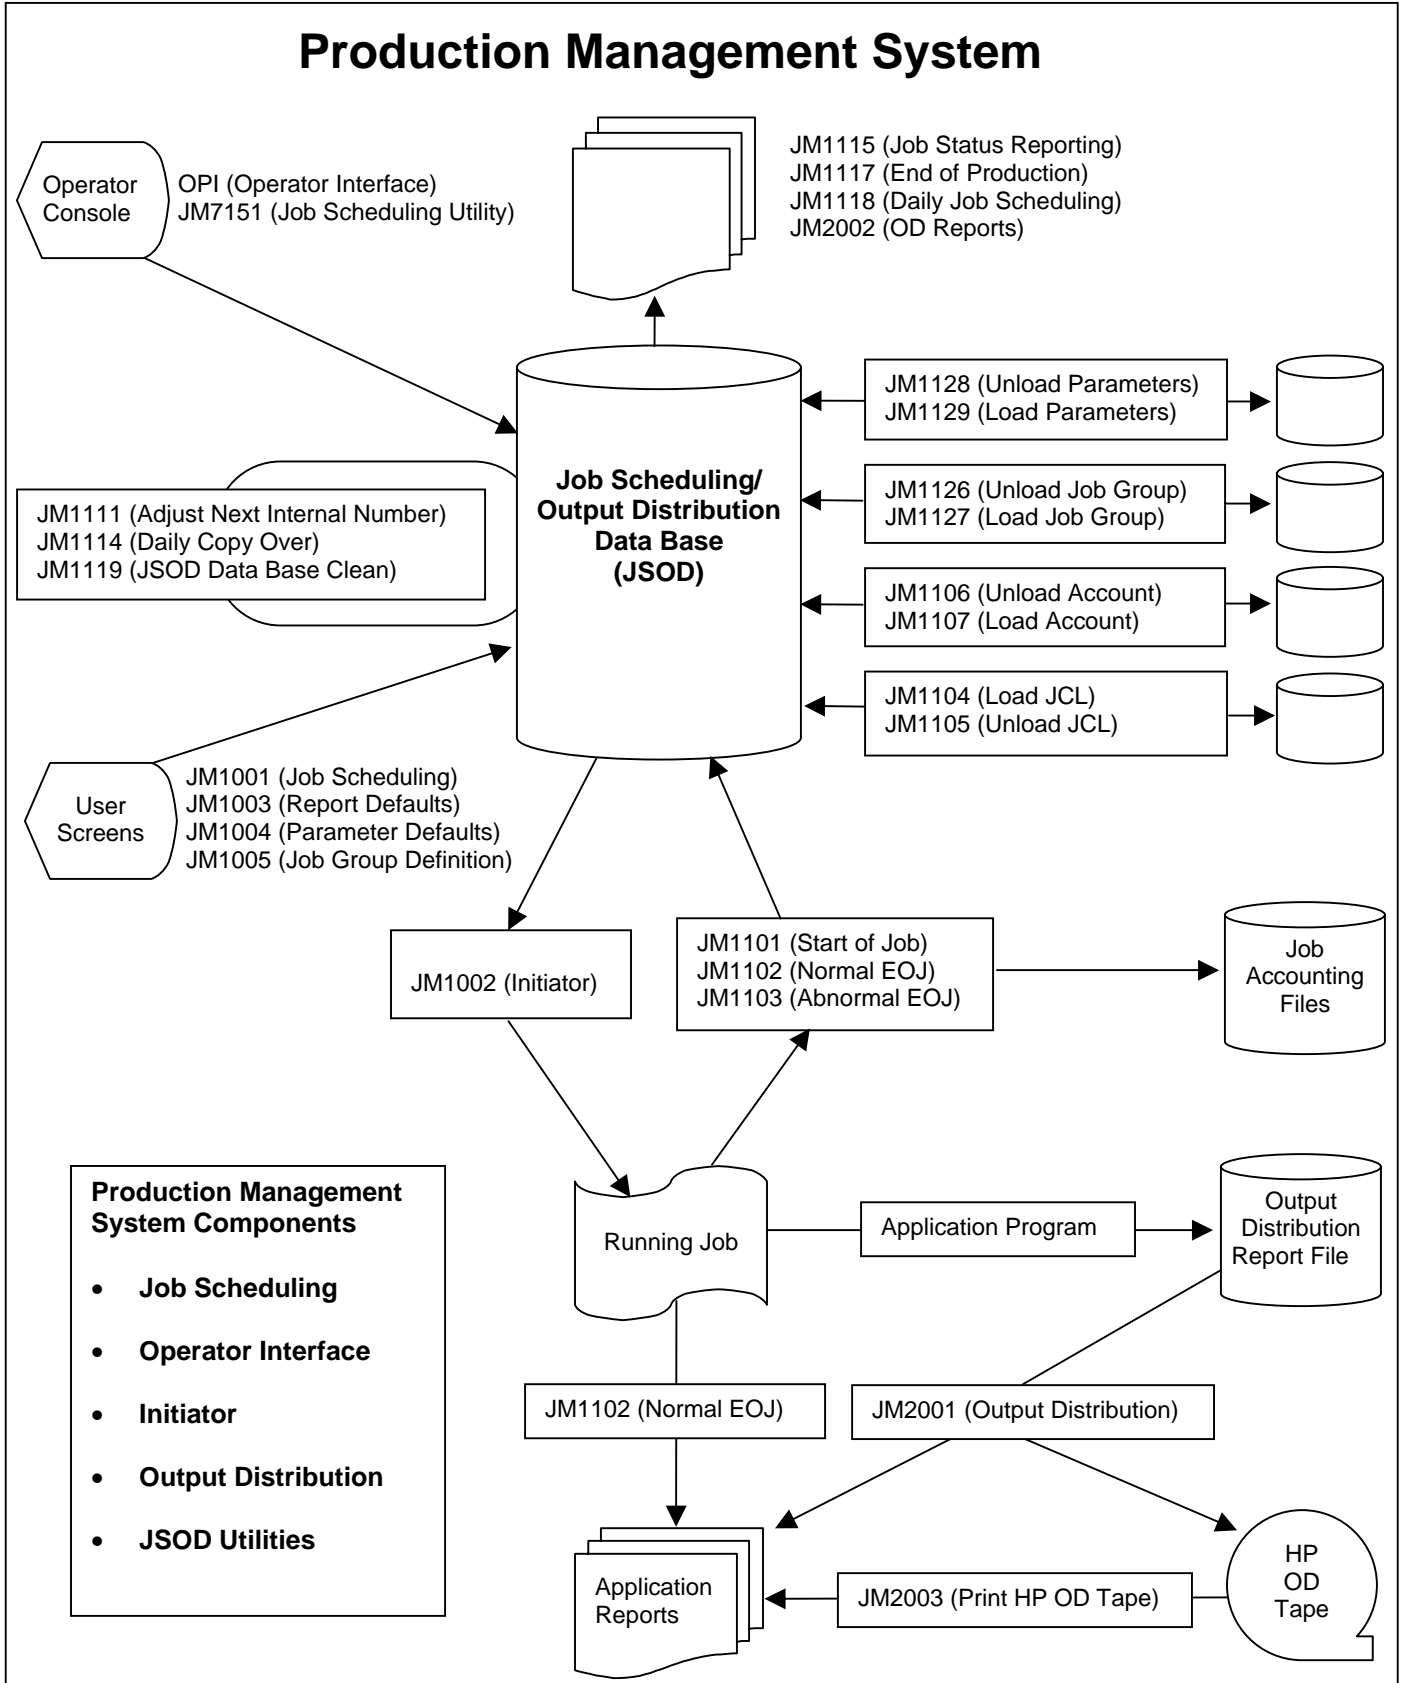 Production Management System
Operator
Console
OPI (Operator Interface)
JM7151 (Job Scheduling Utility)
JM1115 (Job Status Reporting)
JM1117 (End of Production)
JM1118 (Daily Job Scheduling)
JM2002 (OD Reports)
JM1128 (Unload Parameters)
JM1129 (Load Parameters)
Job Scheduling/
Output Distribution
Data Base
(JSOD)
JM1126 (Unload Job Group)
JM1127 (Load Job Group)
JM1111 (Adjust Next Internal Number)
JM1114 (Daily Copy Over)
JM1119 (JSOD Data Base Clean)
JM1106 (Unload Account)
JM1107 (Load Account)
JM1104 (Load JCL)
JM1105 (Unload JCL)
User
Screens
JM1001 (Job Scheduling)
JM1003 (Report Defaults)
JM1004 (Parameter Defaults)
JM1005 (Job Group Definition)
JM1002 (Initiator)
JM1101 (Start of Job)
JM1102 (Normal EOJ)
JM1103 (Abnormal EOJ)
Job
Accounting
Files
Production Management
System Components
• Job Scheduling
• Operator Interface
• Initiator
• Output Distribution
• JSOD Utilities
Running Job
Application Program
Output
Distribution
Report File
JM1102 (Normal EOJ)
JM2001 (Output Distribution)
Application
Reports
JM2003 (Print HP OD Tape)
HP
OD
Tape